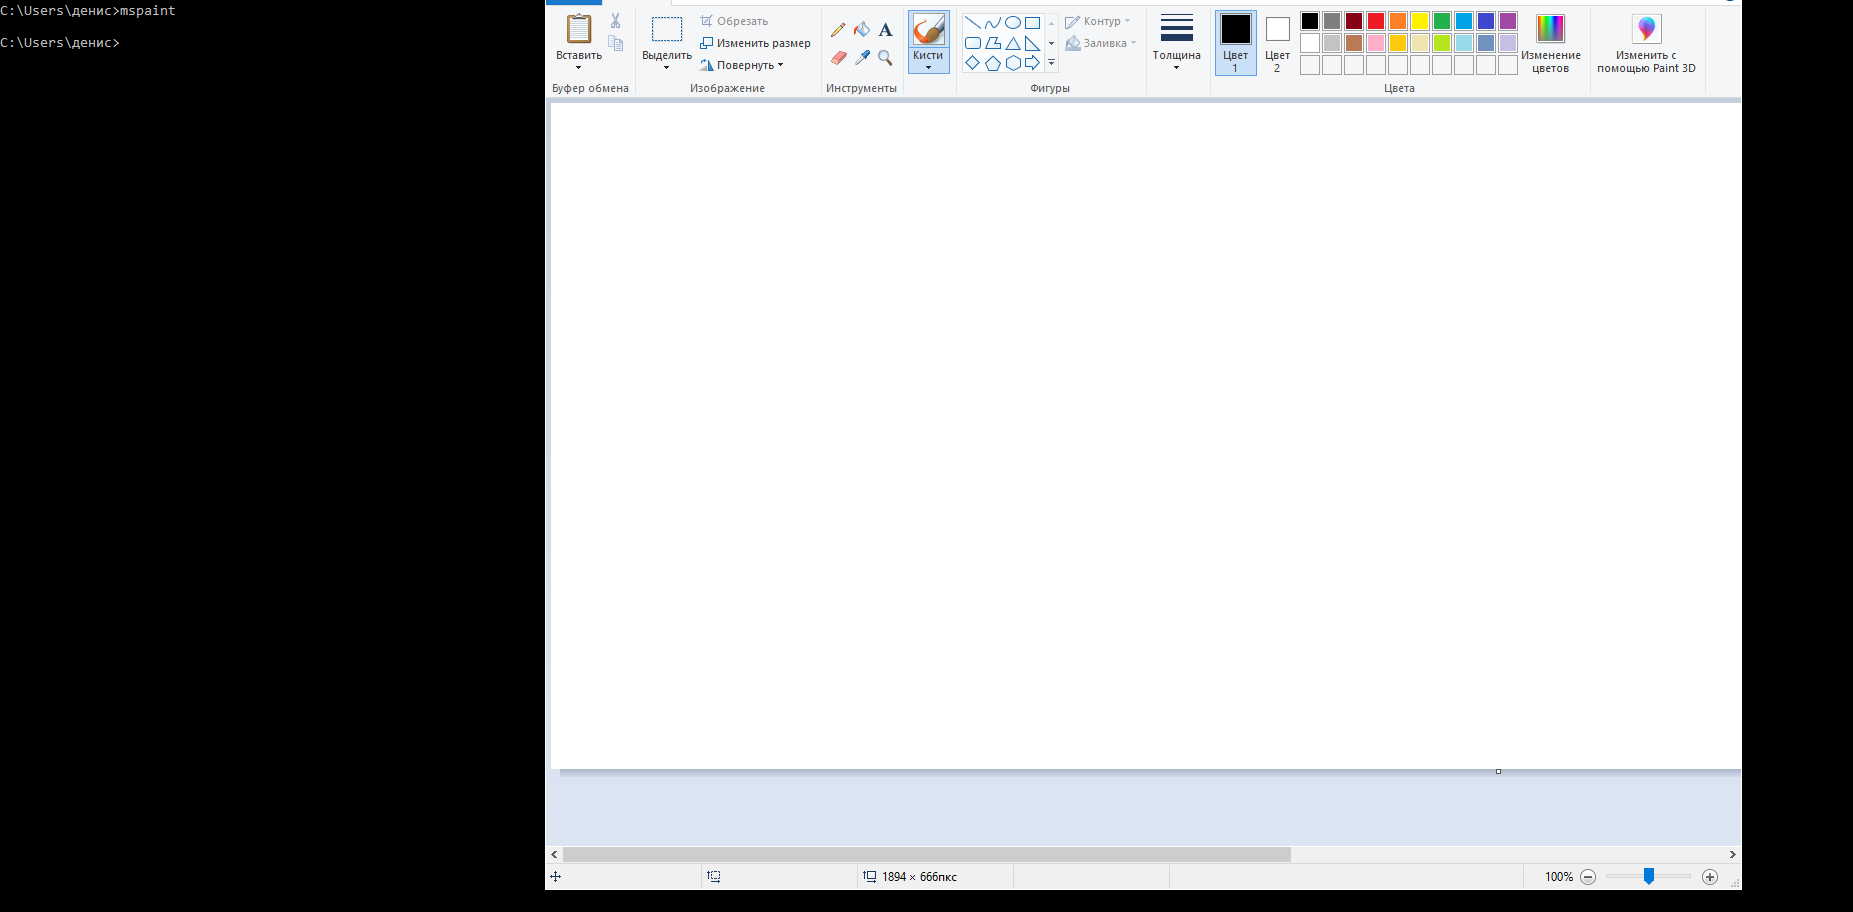 C:\Users\денис>mspaint
C:\Users\денис>
Вставить
Выделить
Обрезать
Изменить размер
Повернуть
A
Кисти
Контур
Заливка
Толщина
Цвет
1
Цвет
2
Изменение
цветов
Изменить с
помощью Paint 3D
Буфер обмена
Изображение
Инструменты
Фигуры
Цвета
1894 × 666пкс
100%